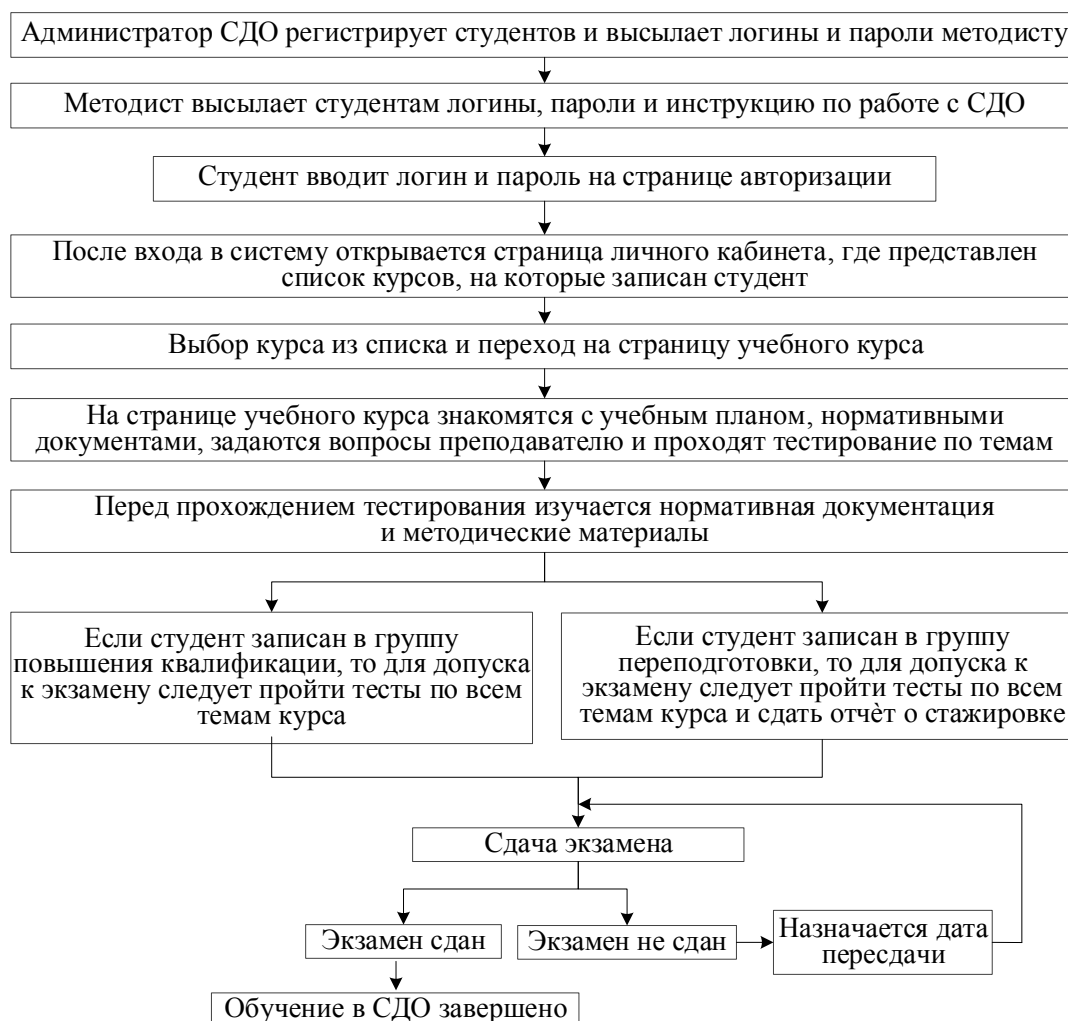 Администратор СДО регистрирует студентов и высылает логины и пароли методисту
Методист высылает студентам логины, пароли и инструкцию по работе с СДО
Студент вводит логин и пароль на странице авторизации
После входа в систему открывается страница личного кабинета, где представлен
список курсов, на которые записан студент
Выбор курса из списка и переход на страницу учебного курса
На странице учебного курса знакомятся с учебным планом, нормативными
документами, задаются вопросы преподавателю и проходят тестирование по темам
Перед прохождением тестирования изучается нормативная документация
и методические материалы
Если студент записан в группу
повышения квалификации, то для допуска
к экзамену следует пройти тесты по всем
темам курса
Если студент записан в группу
переподготовки, то для допуска к
экзамену следует пройти тесты по всем
темам курса и сдать отчѐт о стажировке
Сдача экзамена
Экзамен сдан
Экзамен не сдан
Назначается дата
пересдачи
Обучение в СДО завершено